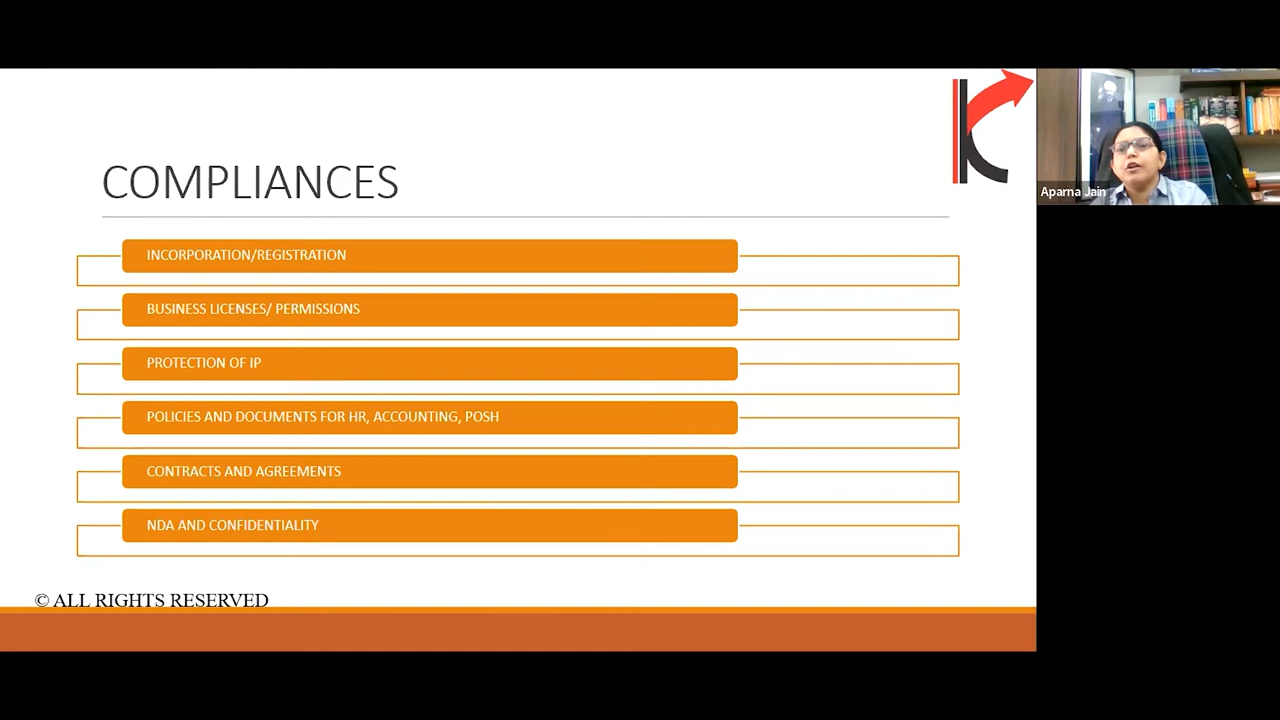 COMPLIANCES
INCORPORATION/REGISTRATION
BUSINESS LICENSES/ PERMISSIONS
PROTECTION OF IP
POLICIES AND DOCUMENTS FOR HR, ACCOUNTING, POSH
CONTRACTS AND AGREEMENTS
NDA AND CONFIDENTIALITY
© ALL RIGHTS RESERVED
Aparna Jain